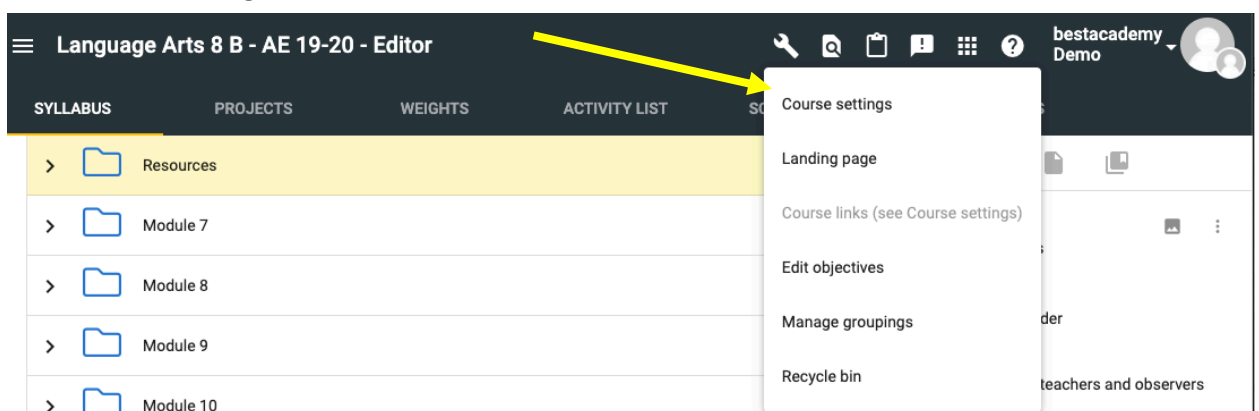 Language Arts 8 B - AE 19-20 - Editor
bestacademy
Demo
SYLLABUS PROJECTS WEIGHTS ACTIVITY LIST
Course settings
Resources
Landing page
Course links (see Course settings)
Module 7
Edit objectives
Module 8
Manage groupings
Module 9
Recycle bin
teachers and observers
Module 10